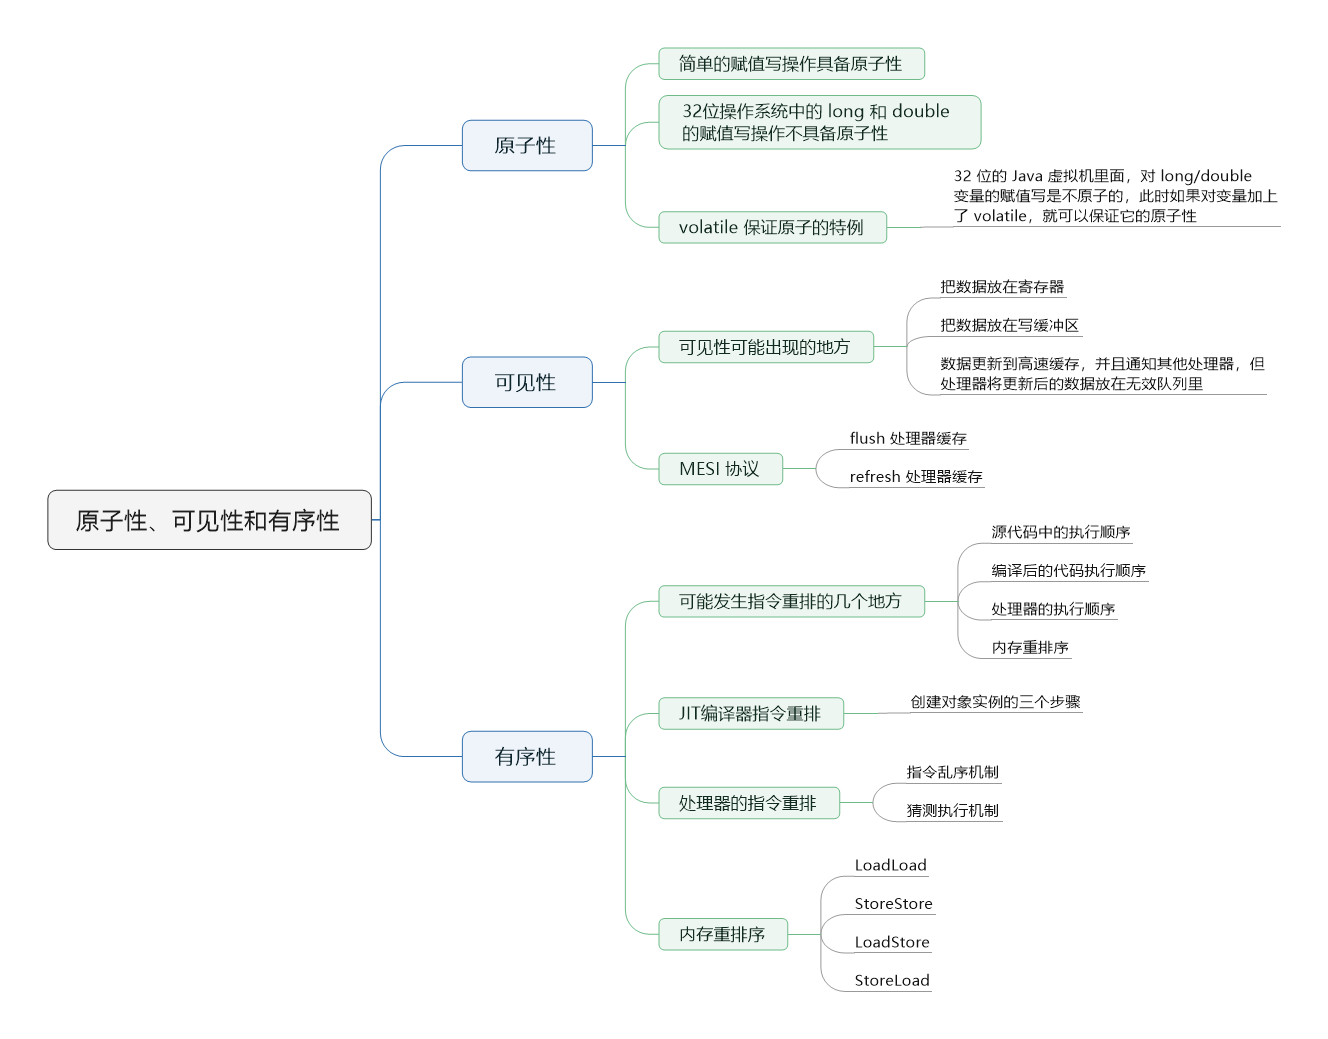 原子性、可见性和有序性
原子性
简单的赋值写操作具备原子性
32位操作系统中的 long 和 double
的赋值写操作不具备原子性
volatile 保证原子的特例
32 位的 Java 虚拟机里面，对 long/double
变量的赋值写是不原子的，此时如果对变量加上
了 volatile，就可以保证它的原子性
可见性
可见性可能出现的地方
把数据放在寄存器
把数据放在写缓冲区
数据更新到高速缓存，并且通知其他处理器，但
处理器将更新后的数据放在无效队列里
MESI 协议
flush 处理器缓存
refresh 处理器缓存
有序性
可能发生指令重排的几个地方
源代码中的执行顺序
编译后的代码执行顺序
处理器的执行顺序
内存重排序
JIT编译器指令重排
创建对象实例的三个步骤
处理器的指令重排
指令乱序机制
猜测执行机制
内存重排序
LoadLoad
StoreStore
LoadStore
StoreLoad